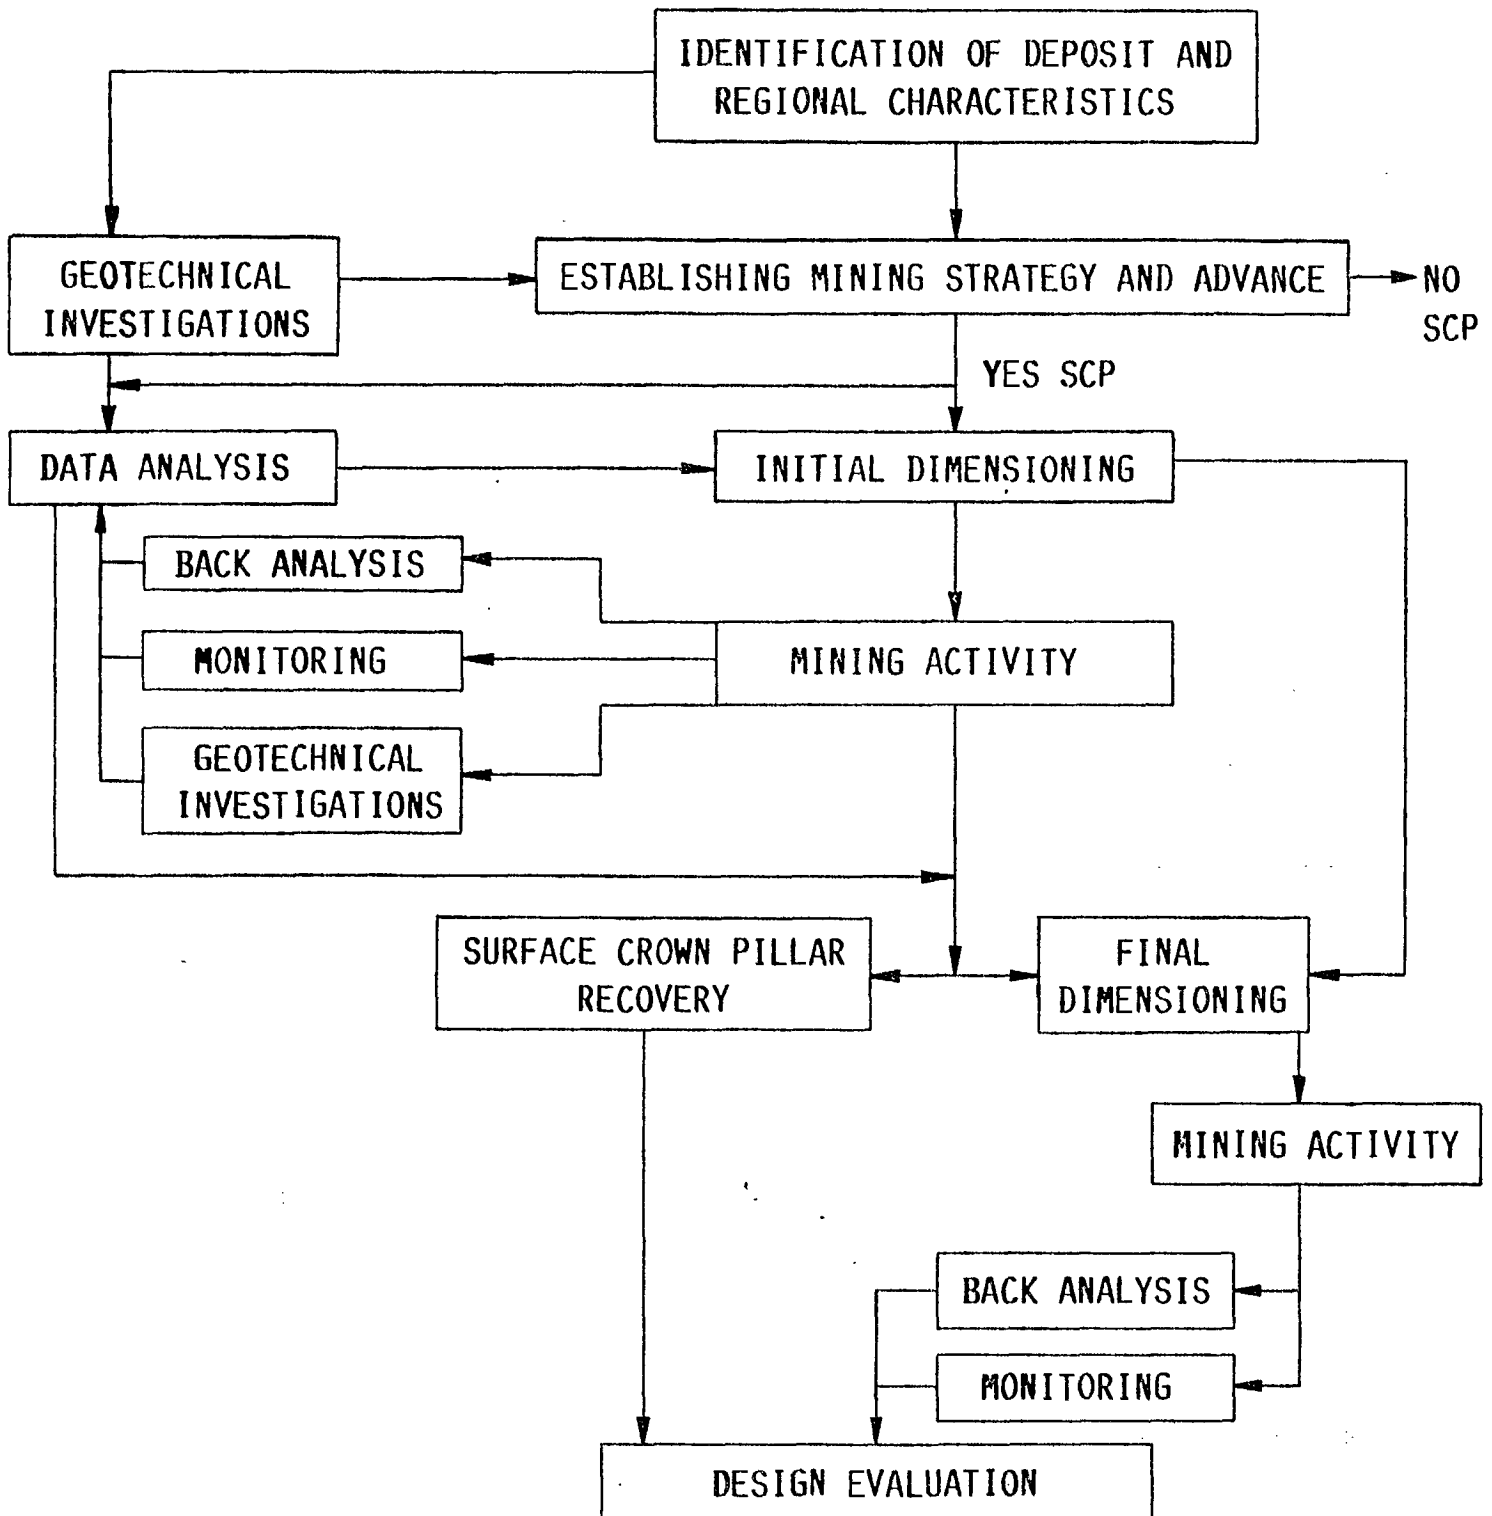 IDENTIFICATION OF DEPOSIT AND
REGIONAL CHARACTERISTICS
GEOTECHNICAL
INVESTIGATIONS
ESTABLISHING MINING STRATEGY AND ADVANCE
NO
SCP
YES SCP
DATA ANALYSIS
INITIAL DIMENSIONING
BACK ANALYSIS
MONITORING
MINING ACTIVITY
GEOTECHNICAL
INVESTIGATIONS
SURFACE CROWN PILLAR
RECOVERY
FINAL
DIMENSIONING
MINING ACTIVITY
BACK ANALYSIS
MONITORING
DESIGN EVALUATION